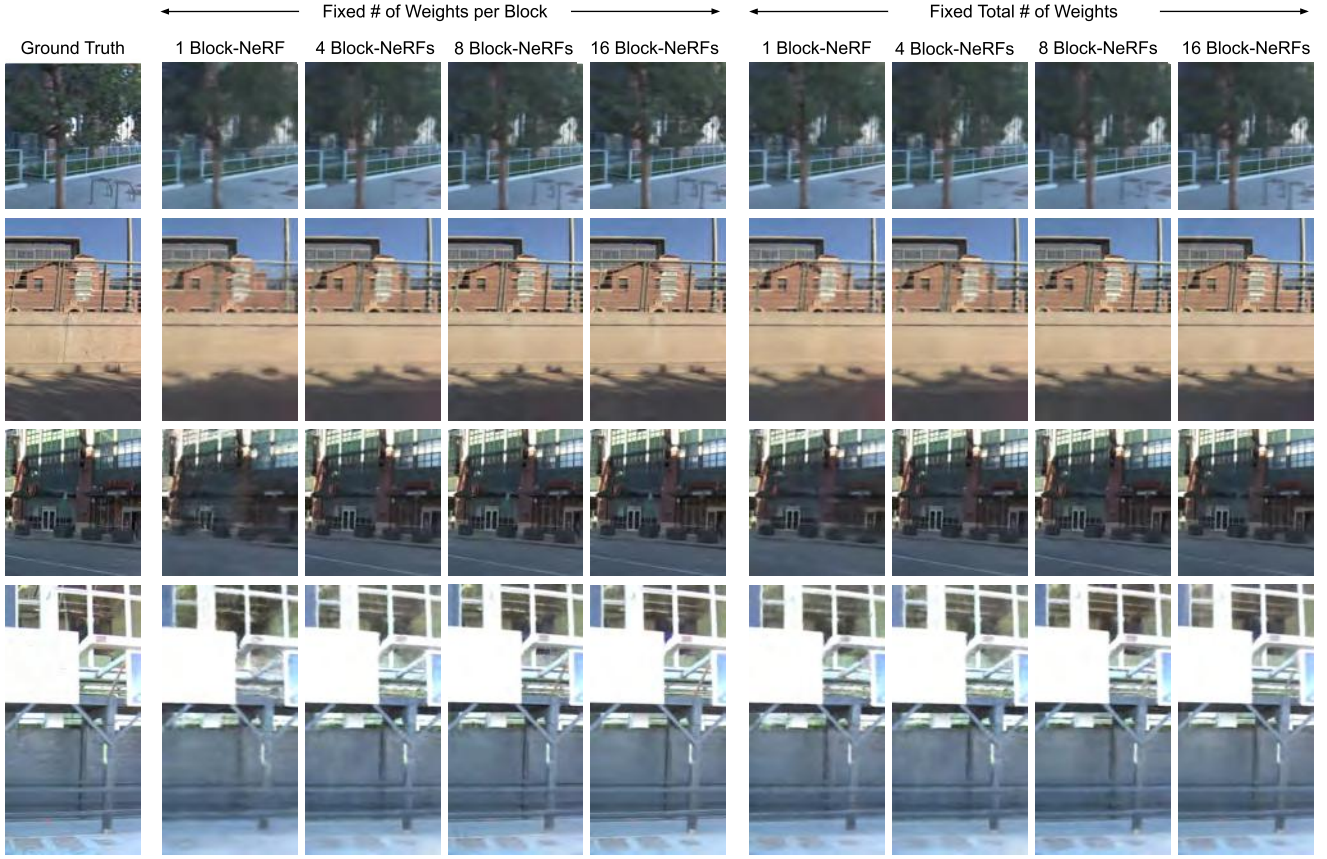 Fixed # of Weights per Block Fixed Total # of Weights
Ground Truth 1 Block-NeRF 4 Block-NeRFs 8 Block-NeRFs 16 Block-NeRFs 1 Block-NeRF 4 Block-NeRFs 8 Block-NeRFs 16 Block-NeRFs